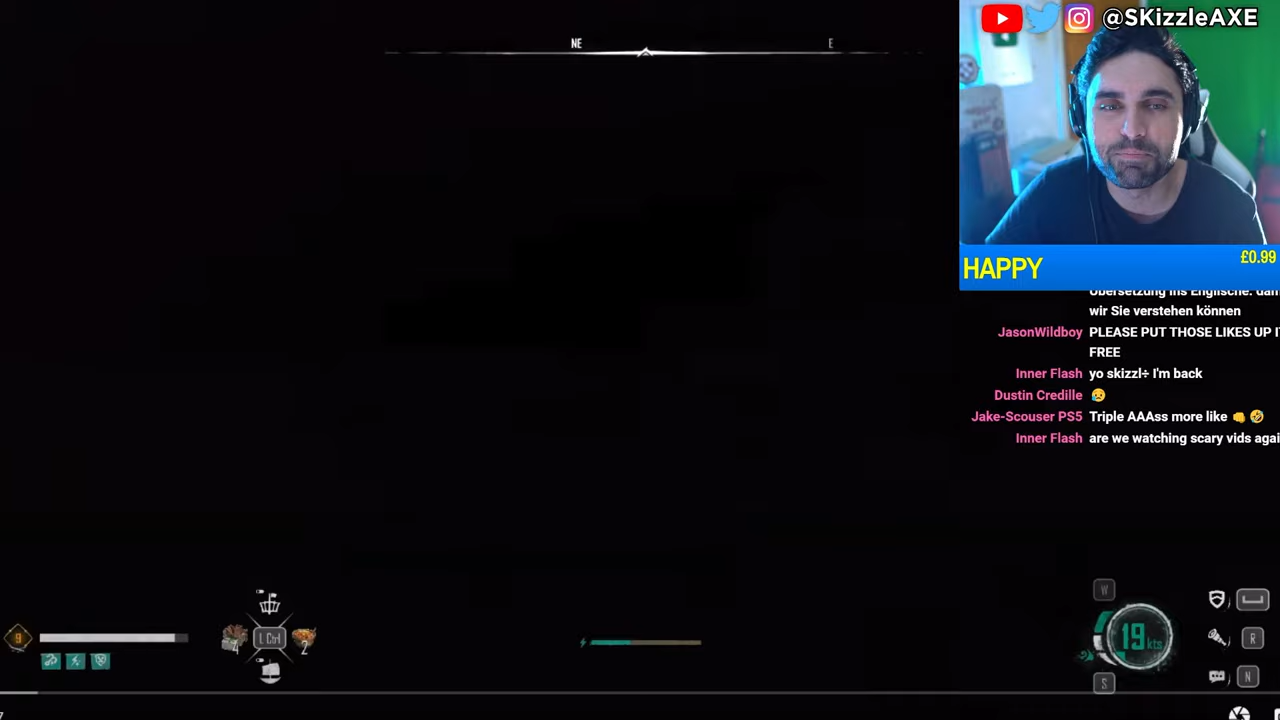 NE
E
@SKizzleAXE
HAPPY
£0.99
Übersetzung ins Englische. dam
wir Sie verstehen können
JasonWildboy PLEASE PUT THOSE LIKES UP I
FREE
Inner Flash yo skizzl÷ I'm back
Dustin Credille 😥
Jake-Scouser PS5 Triple AAAss more like 👊 🤣
Inner Flash are we watching scary vids agai
W
9
4
L Ctrl
2
19 kts
R
S
N